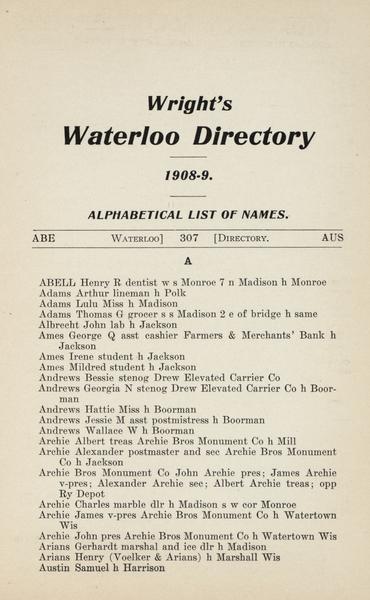 Wright's
Waterloo Directory
1908-9.
ALPHABETICAL LIST OF NAMES.
ABE WATERLOO] 307 [DIRECTORY. AUS
A
ABELL Henry R dentist w s Monroe 7 n Madison h Monroe
Adams Arthur lineman h Polk
Adams Lulu Miss h Madison
Adams Thomas G grocer s s Madison 2 e of bridge h same
Albrecht John lab h Jackson
Ames George Q asst cashier Farmers & Merchants' Bank h
Jackson
Ames Irene student h Jackson
Ames Mildred student h Jackson
Andrews Bessie stenog Drew Elevated Carrier Co
Andrews Georgia N stenog Drew Elevated Carrier Co h Boor-
man
Andrews Hattie Miss h Boorman
Andrews Jessie M asst postmistress h Boorman
Andrews Wallace W h Boorman
Archie Albert treas Archie Bros Monument Co h Mill
Archie Alexander postmaster and sec Archie Bros Monument
Co h Jackson
Archie Bros Monument Co John Archie pres; James Archie
v-pres; Alexander Archie sec; Albert Archie treas; opp
Ry Depot
Archie Charles marble dlr h Madison s w cor Monroe
Archie James v-pres Archie Bros Monument Co h Watertown
Wis
Archie John pres Archie Bros Monument Co h Watertown Wis
Arians Gerhardt marshal and ice dlr h Madison
Arians Henry (Voelker & Arians) h Marshall Wis
Austin Samuel h Harrison